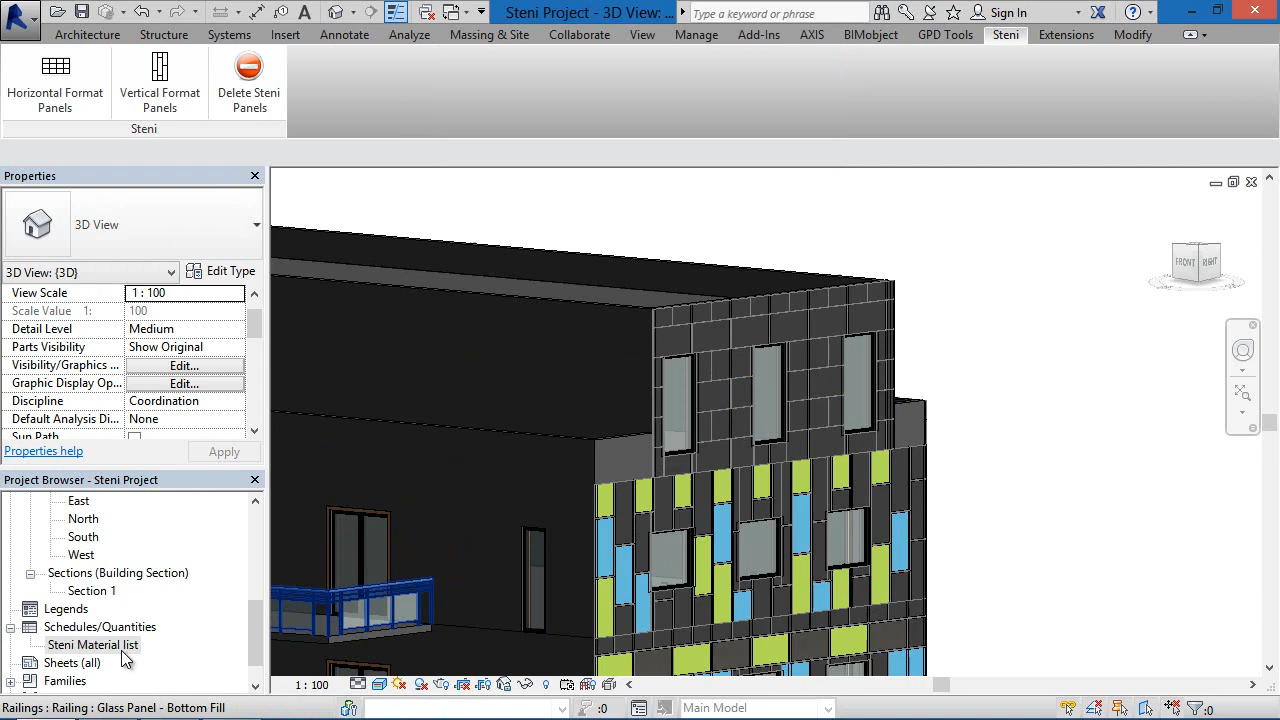 Steni Project - 3D View: ...
Type a keyword or phrase
Sign In
Architecture Structure Systems Insert Annotate Analyze Massing & Site Collaborate View Manage Add-Ins AXIS BIMobject GPD Tools Steni Extensions Modify
Horizontal Format Panels
Vertical Format Panels
Delete Steni Panels
Steni
Properties
3D View
3D View: {3D}
Edit Type
View Scale 1 : 100
Scale Value 1: 100
Detail Level Medium
Parts Visibility Show Original
Visibility/Graphics ... Edit...
Graphic Display Op... Edit...
Discipline Coordination
Default Analysis Di... None
Sun Path
Properties help
Apply
FRONT RIGHT
Project Browser - Steni Project
East
North
South
West
Sections (Building Section)
Section 1
Legends
Schedules/Quantities
Steni Material list
Sheets (all)
Families
1 : 100
Railings : Railing : Glass Panel - Bottom Fill
:0
Main Model
:0